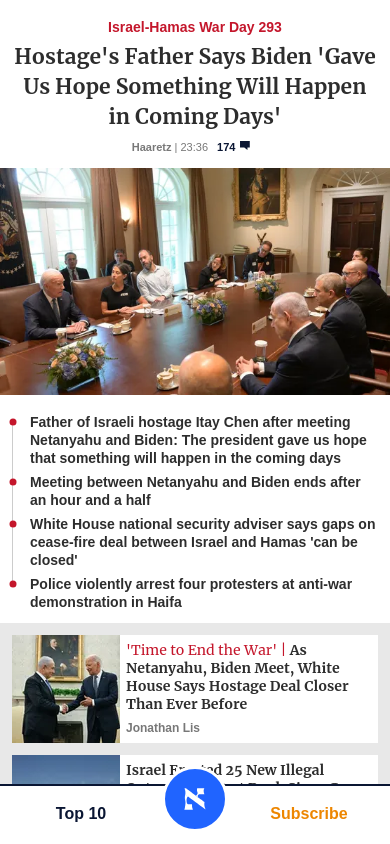 Israel-Hamas War Day 293
Hostage's Father Says Biden 'Gave
Us Hope Something Will Happen
in Coming Days'
Haaretz | 23:36 174
Father of Israeli hostage Itay Chen after meeting
Netanyahu and Biden: The president gave us hope
that something will happen in the coming days
Meeting between Netanyahu and Biden ends after
an hour and a half
White House national security adviser says gaps on
cease-fire deal between Israel and Hamas 'can be
closed'
Police violently arrest four protesters at anti-war
demonstration in Haifa
'Time to End the War' | As
Netanyahu, Biden Meet, White
House Says Hostage Deal Closer
Than Ever Before
Jonathan Lis
Israel 25 New Illegal
Top 10
Subscribe